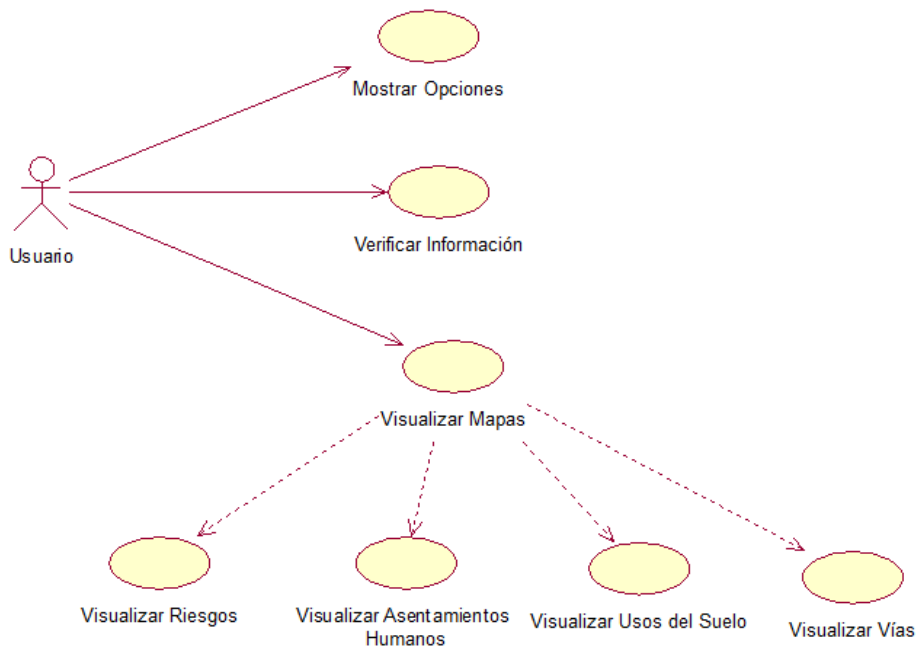 Mostrar Opciones
Usuario
Verificar Información
Visualizar Mapas
Visualizar Riesgos
Visualizar Asentamientos
Humanos
Visualizar Usos del Suelo
Visualizar Vías